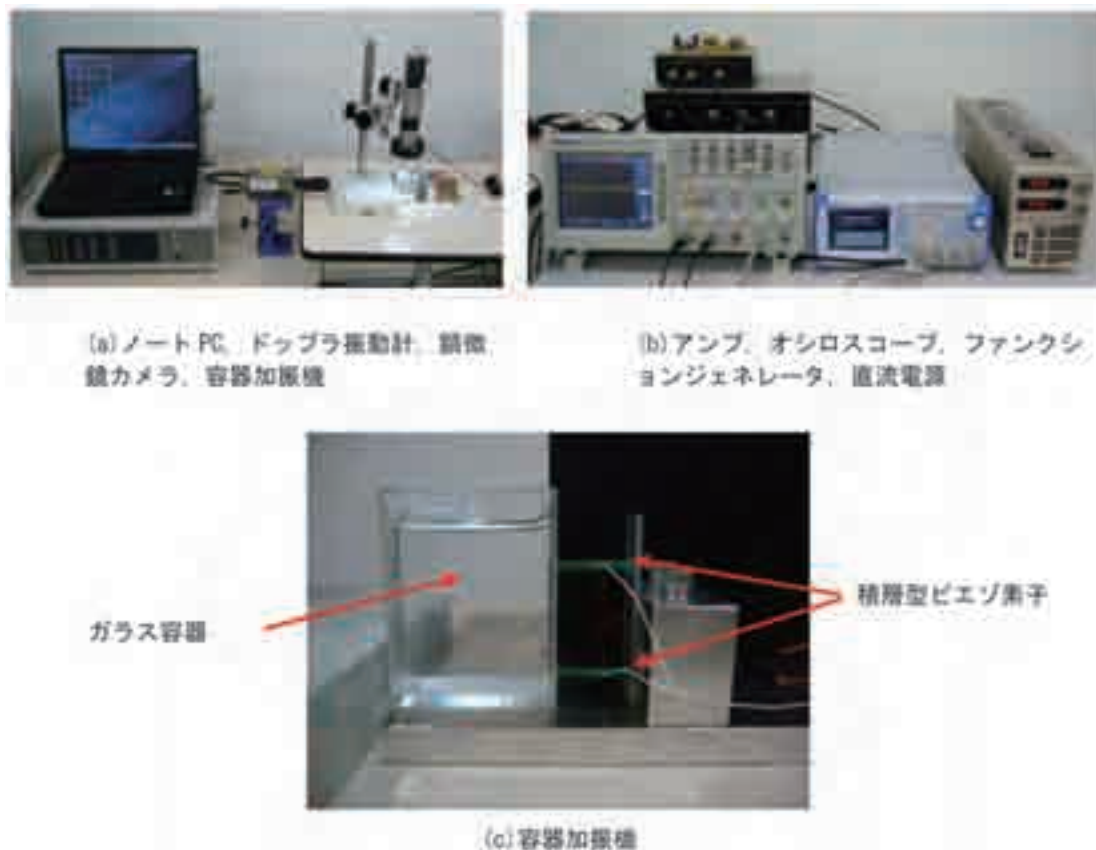 (a)ノートPC, ドップラ振動計, 顕微
鏡カメラ, 容器加振機
(b)アンプ, オシロスコープ, ファンクシ
ョンジェネレータ, 直流電源
ガラス容器
積層型ピエゾ素子
(c)容器加振機